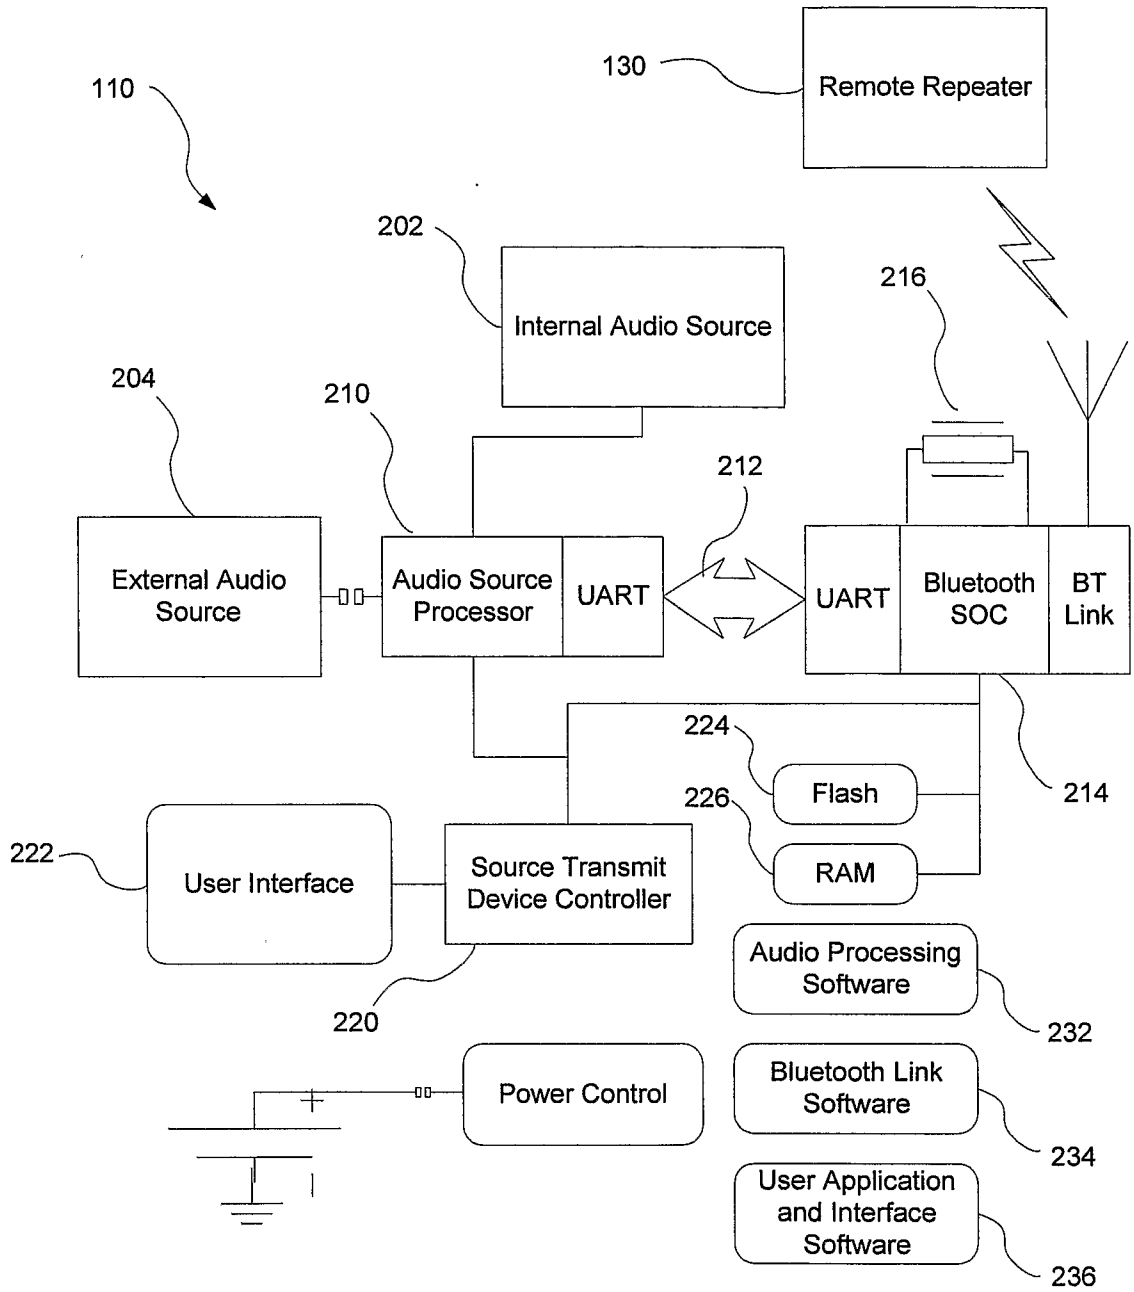 130
Remote Repeater
110
202
216
Internal Audio Source
204
210
212
External Audio
Source
Audio Source
Processor
UART
UART
Bluetooth
SOC
BT
Link
224
Flash
214
226
RAM
222
User Interface
Source Transmit
Device Controller
220
Audio Processing
Software
232
Power Control
Bluetooth Link
Software
234
User Application
and Interface
Software
236